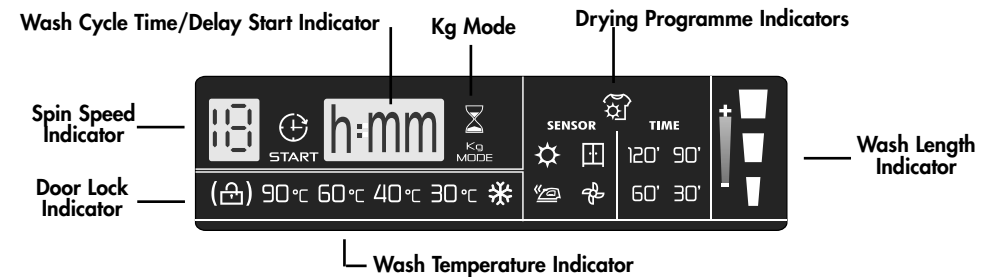 Wash Cycle Time/Delay Start Indicator
Kg Mode
Drying Programme Indicators
Spin Speed
Indicator
18
START
h:mm
Kg
MODE
SENSOR
TIME
120' 90'
60' 30'
+
-
Wash Length
Indicator
Door Lock
Indicator
90°C 60°C 40°C 30°C
Wash Temperature Indicator